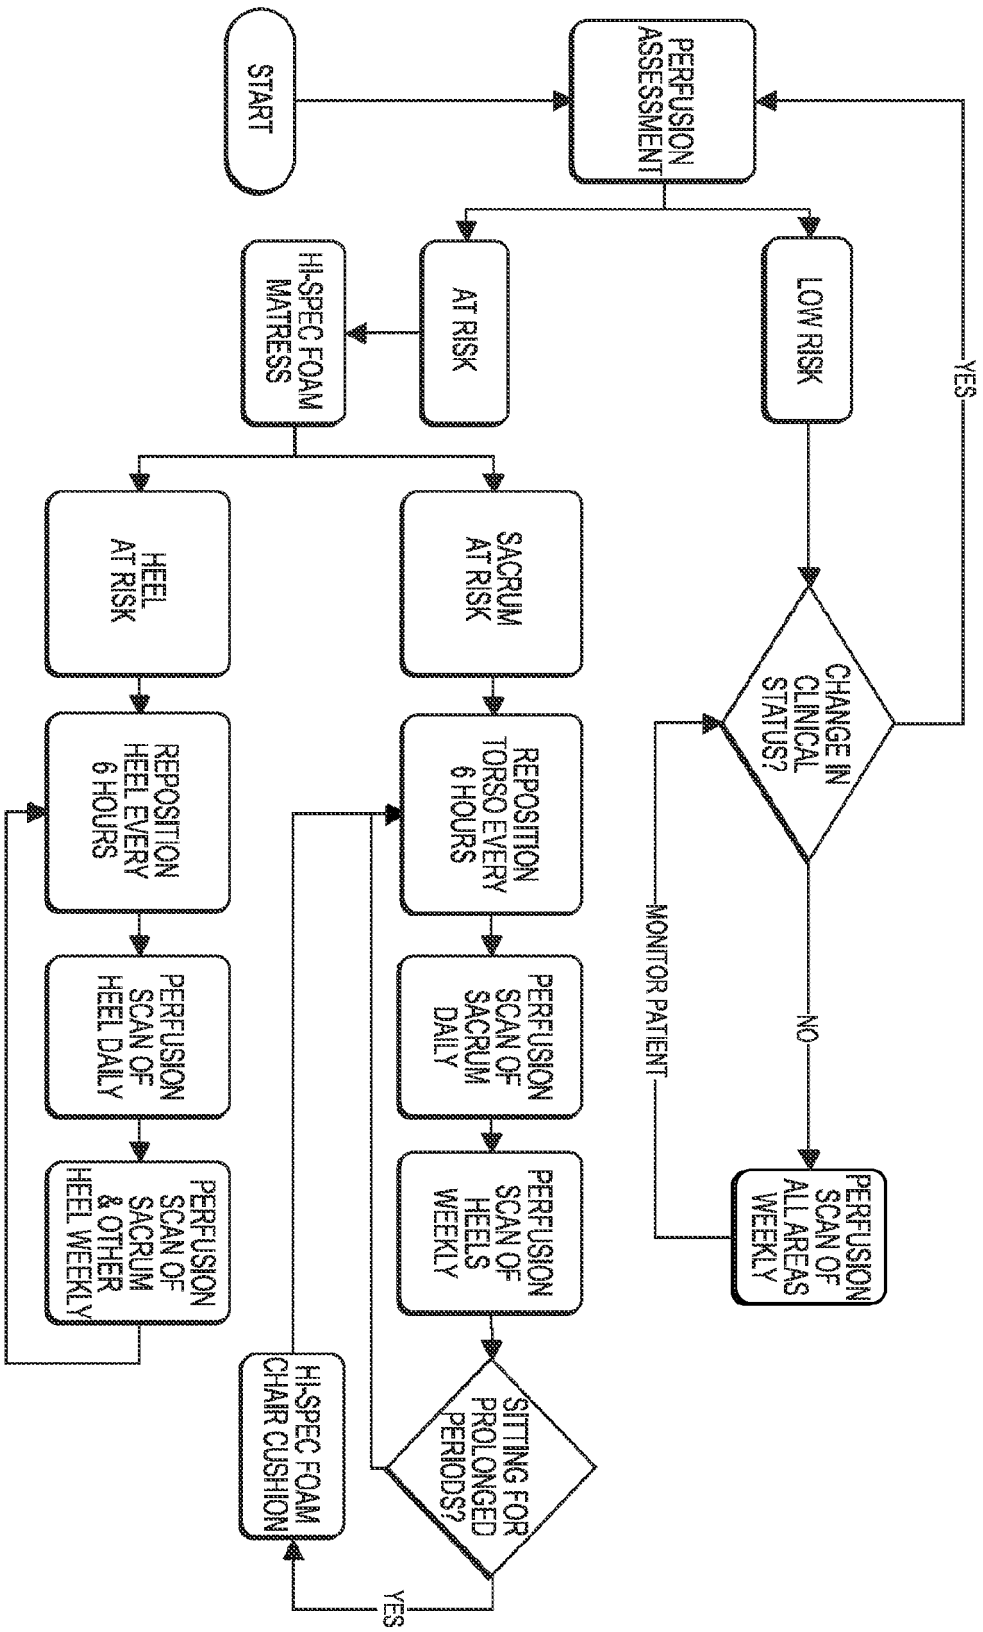 START
PERFUSION
ASSESSMENT
YES
LOW RISK
CHANGE IN
CLINICAL
STATUS?
NO
PERFUSION
SCAN OF
ALL AREAS
WEEKLY
MONITOR PATIENT
AT RISK
HI-SPEC FOAM
MATRESS
SACRUM
AT RISK
REPOSITION
TORSO EVERY
6 HOURS
PERFUSION
SCAN OF
SACRUM
DAILY
PERFUSION
SCAN OF
HEELS
WEEKLY
SITTING FOR
PROLONGED
PERIODS?
YES
HI-SPEC FOAM
CHAIR CUSHION
HEEL
AT RISK
REPOSITION
HEEL EVERY
6 HOURS
PERFUSION
SCAN OF
HEEL DAILY
PERFUSION
SCAN OF
SACRUM
& OTHER
HEEL WEEKLY